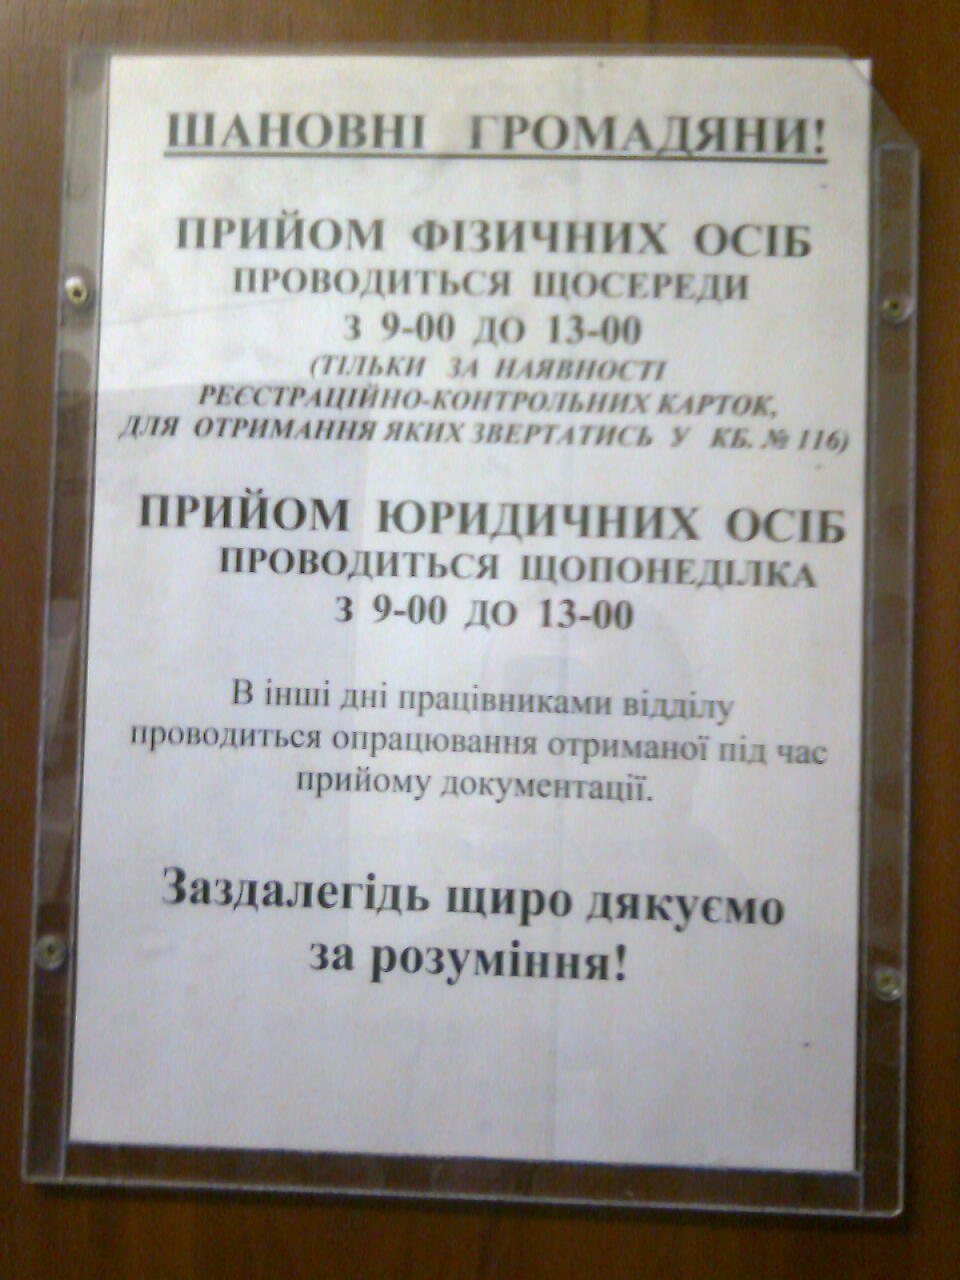 ШАНОВНІ ГРОМАДЯНИ!
ПРИЙОМ ФІЗИЧНИХ ОСІБ
ПРОВОДИТЬСЯ ЩОСЕРЕДИ
З 9-00 ДО 13-00
(ТІЛЬКИ ЗА НАЯВНОСТІ
РЕЄСТРАЦІЙНО-КОНТРОЛЬНИХ КАРТОК,
ДЛЯ ОТРИМАННЯ ЯКИХ ЗВЕРТАТИСЬ У КБ. № 116)
ПРИЙОМ ЮРИДИЧНИХ ОСІБ
ПРОВОДИТЬСЯ ЩОПОНЕДІЛКА
З 9-00 ДО 13-00
В інші дні працівниками відділу
проводиться опрацювання отриманої під час
прийому документації.
Заздалегідь щиро дякуємо
за розуміння!